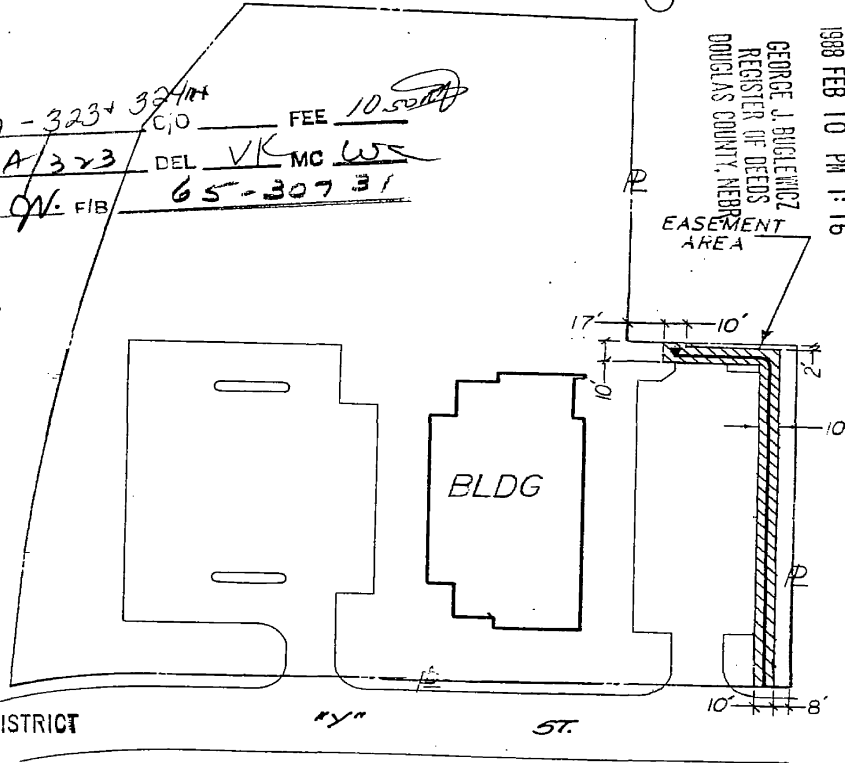 - 323+ 324 C/O FEE 10.50
A/323 DEL VK MC WC
F/B 65-30731
1988 FEB 10 PM 1:16
GEORGE J. BUGLEWICZ
REGISTER OF DEEDS
DOUGLAS COUNTY, NEBR
EASEMENT
AREA
17' 10'
2'
10'
10
BLDG
10' 8'
ISTRICT "Y" ST.